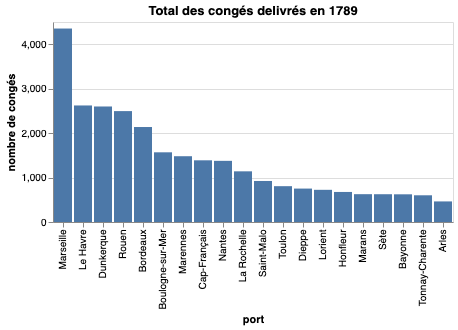 Total des congés delivrés en 1789
nombre de congés
4,000
3,000
2,000
1,000
0
Marseille
Le Havre
Dunkerque
Rouen
Bordeaux
Boulogne-sur-Mer
Marennes
Cap-Français
Nantes
La Rochelle
Saint-Malo
Toulon
Dieppe
Lorient
Honfleur
Marans
Sète
Bayonne
Tonnay-Charente
Arles
port